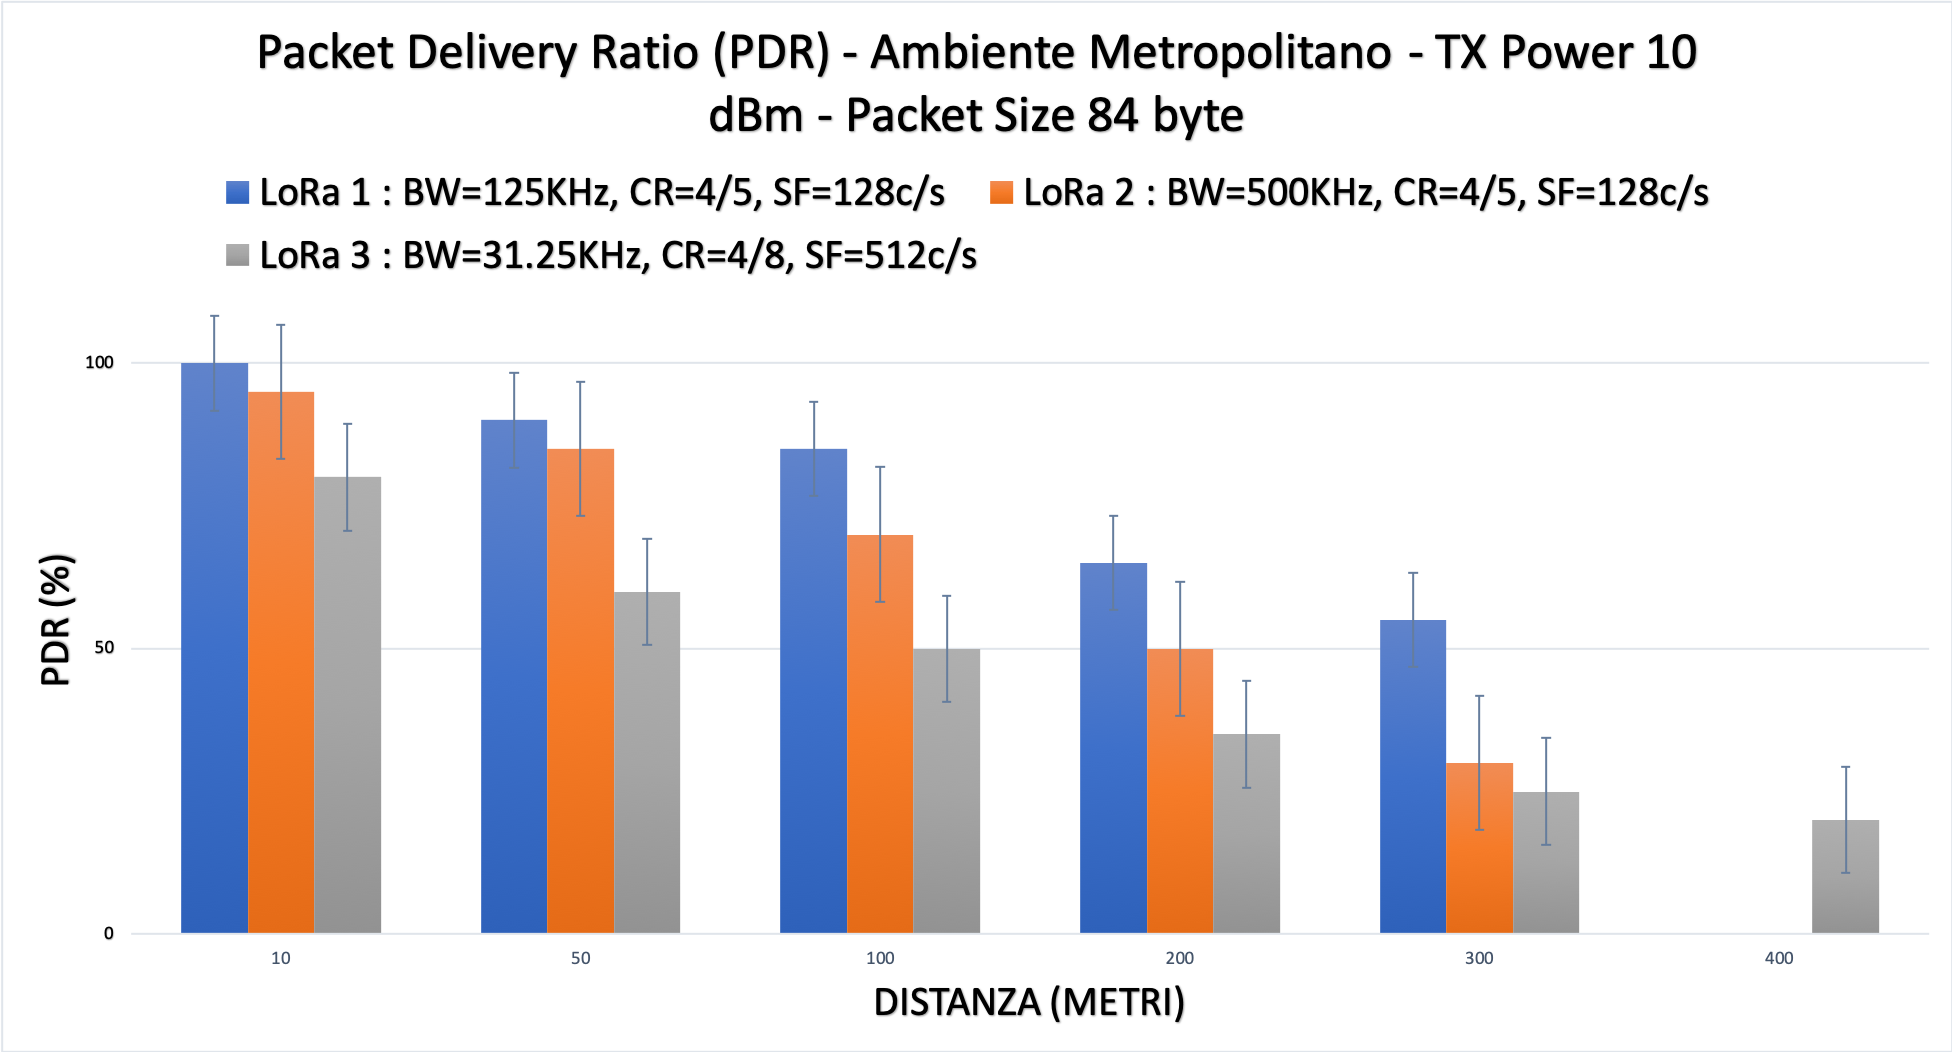 Packet Delivery Ratio (PDR) - Ambiente Metropolitano - TX Power 10
dBm - Packet Size 84 byte
LoRa 1 : BW=125KHz, CR=4/5, SF=128c/s
LoRa 2 : BW=500KHz, CR=4/5, SF=128c/s
LoRa 3 : BW=31.25KHz, CR=4/8, SF=512c/s
PDR (%)
100
50
0
10
50
100
200
300
400
DISTANZA (METRI)